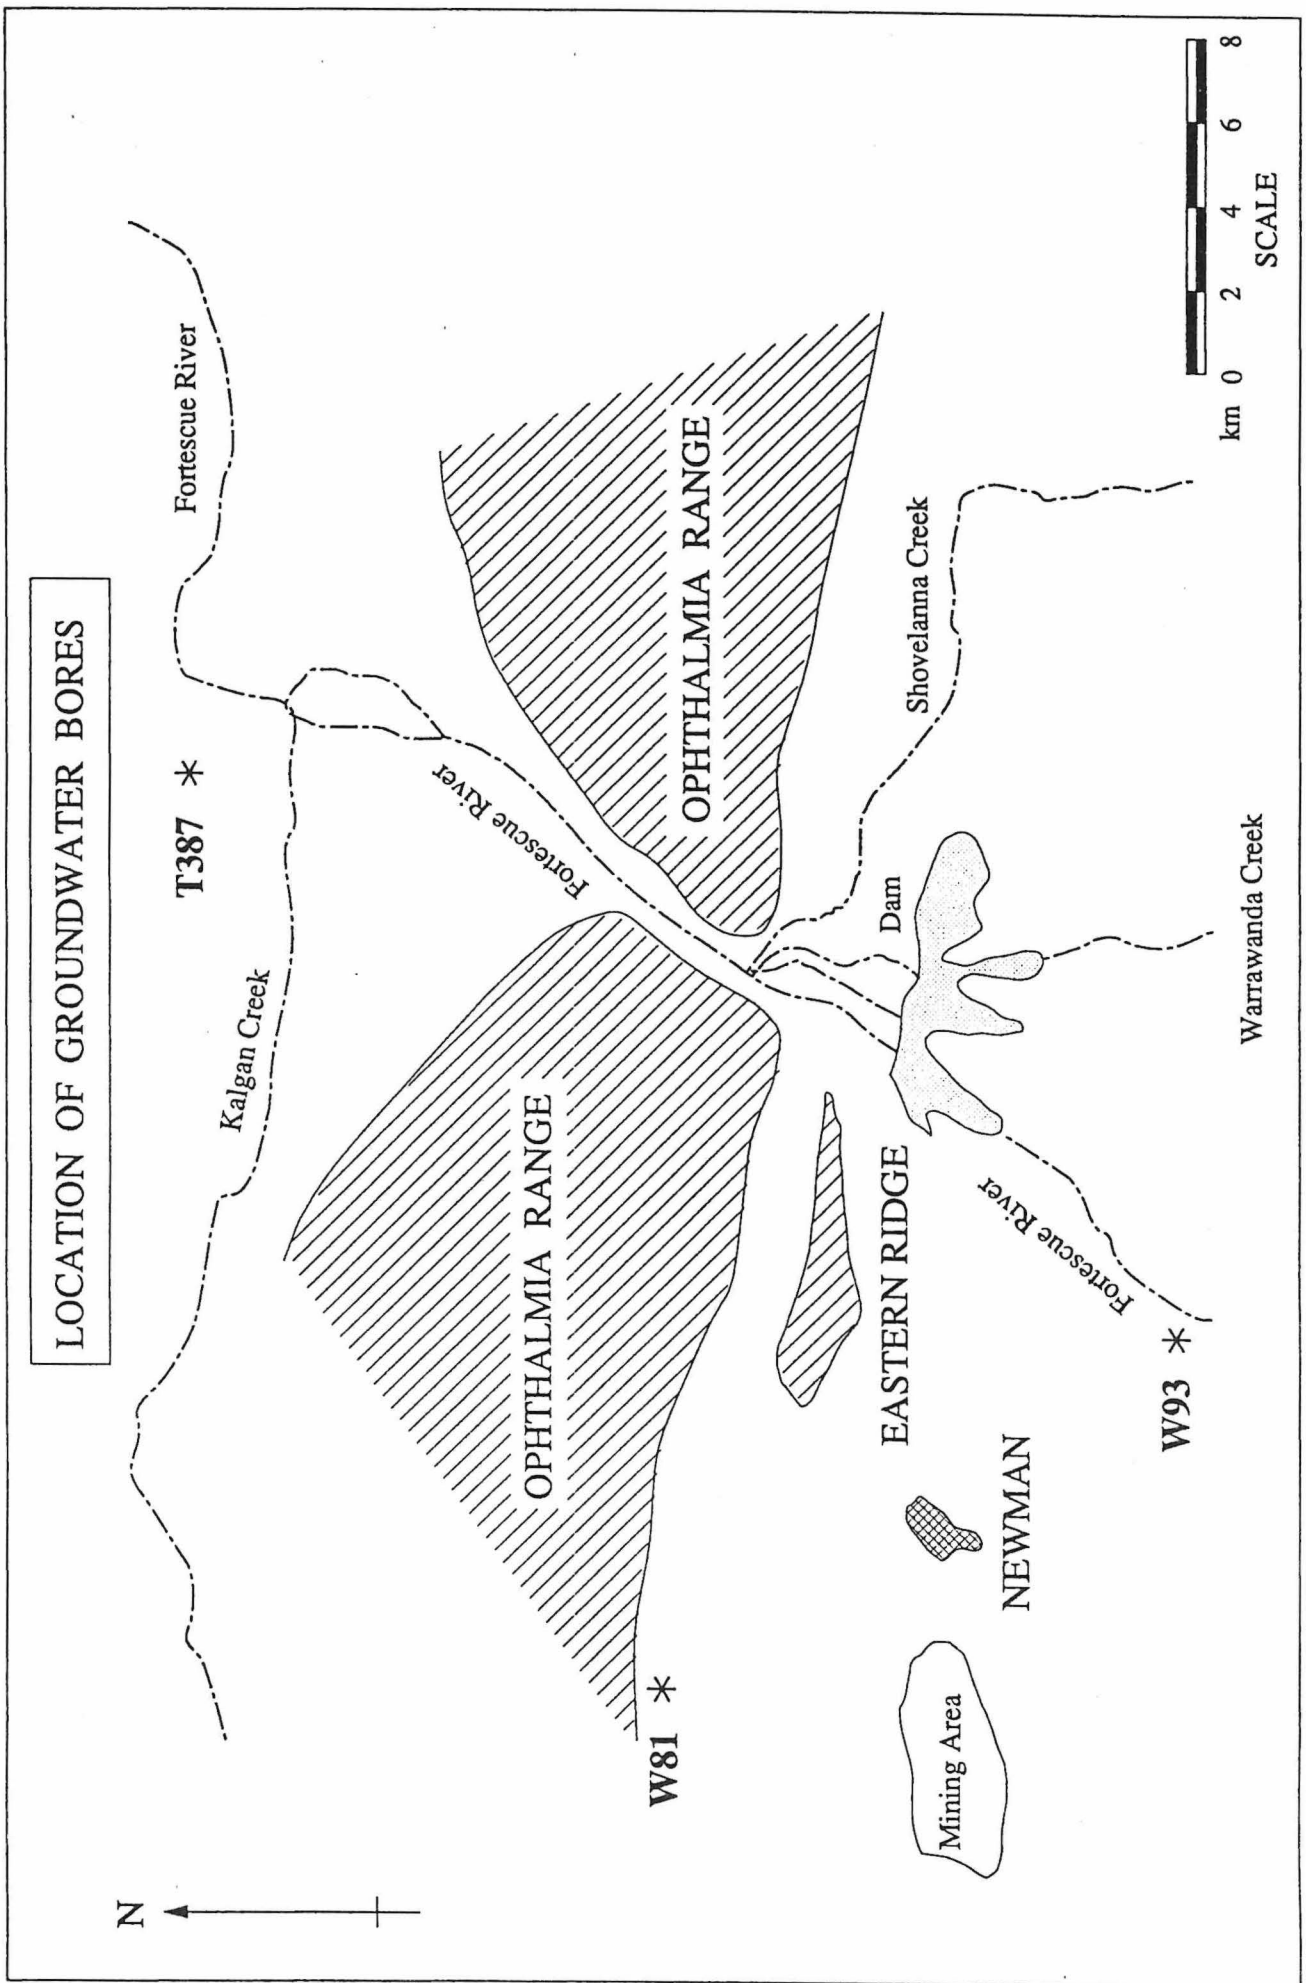 LOCATION OF GROUNDWATER BORES
N
T387
Fortescue River
Kalgan Creek
Fortescue River
OPHTHALMIA RANGE
OPHTHALMIA RANGE
W81
EASTERN RIDGE
Dam
Shovelanna Creek
Mining Area
NEWMAN
Fortescue River
W93
Warrawanda Creek
km 0 2 4 6 8
SCALE